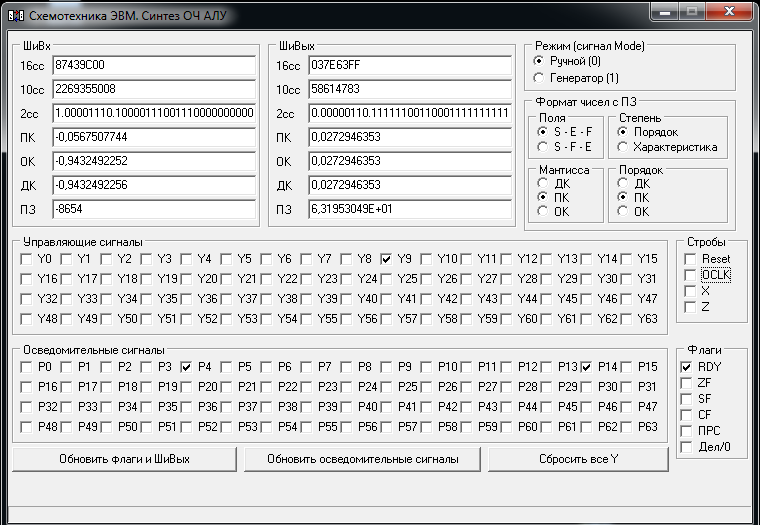 Схемотехника ЭВМ. Синтез ОЧ АЛУ
ШиВх
16сс 87439C00
10сс 2269355008
2сс 1.00001110.10000111001110000000000
ПК -0,0567507744
ОК -0,9432492252
ДК -0,9432492256
ПЗ -8654
ШиВых
16сс 037E63FF
10сс 58614783
2сс 0.00000110.11111100110001111111111
ПК 0,0272946353
ОК 0,0272946353
ДК 0,0272946353
ПЗ 6,31953049E+01
Режим (сигнал Mode)
Ручной (0)
Генератор (1)
Формат чисел с ПЗ
Поля
S - E - F
S - F - E
Степень
Порядок
Характеристика
Мантисса
ДК
ПК
ОК
Порядок
ДК
ПК
ОК
Управляющие сигналы
Y0 Y1 Y2 Y3 Y4 Y5 Y6 Y7 Y8 Y9 Y10 Y11 Y12 Y13 Y14 Y15
Y16 Y17 Y18 Y19 Y20 Y21 Y22 Y23 Y24 Y25 Y26 Y27 Y28 Y29 Y30 Y31
Y32 Y33 Y34 Y35 Y36 Y37 Y38 Y39 Y40 Y41 Y42 Y43 Y44 Y45 Y46 Y47
Y48 Y49 Y50 Y51 Y52 Y53 Y54 Y55 Y56 Y57 Y58 Y59 Y60 Y61 Y62 Y63
Стробы
Reset
OCLK
X
Z
Осведомительные сигналы
P0 P1 P2 P3 P4 P5 P6 P7 P8 P9 P10 P11 P12 P13 P14 P15
P16 P17 P18 P19 P20 P21 P22 P23 P24 P25 P26 P27 P28 P29 P30 P31
P32 P33 P34 P35 P36 P37 P38 P39 P40 P41 P42 P43 P44 P45 P46 P47
P48 P49 P50 P51 P52 P53 P54 P55 P56 P57 P58 P59 P60 P61 P62 P63
Флаги
RDY
ZF
SF
CF
ПРС
Дел/0
Обновить флаги и ШиВых
Обновить осведомительные сигналы
Сбросить все Y